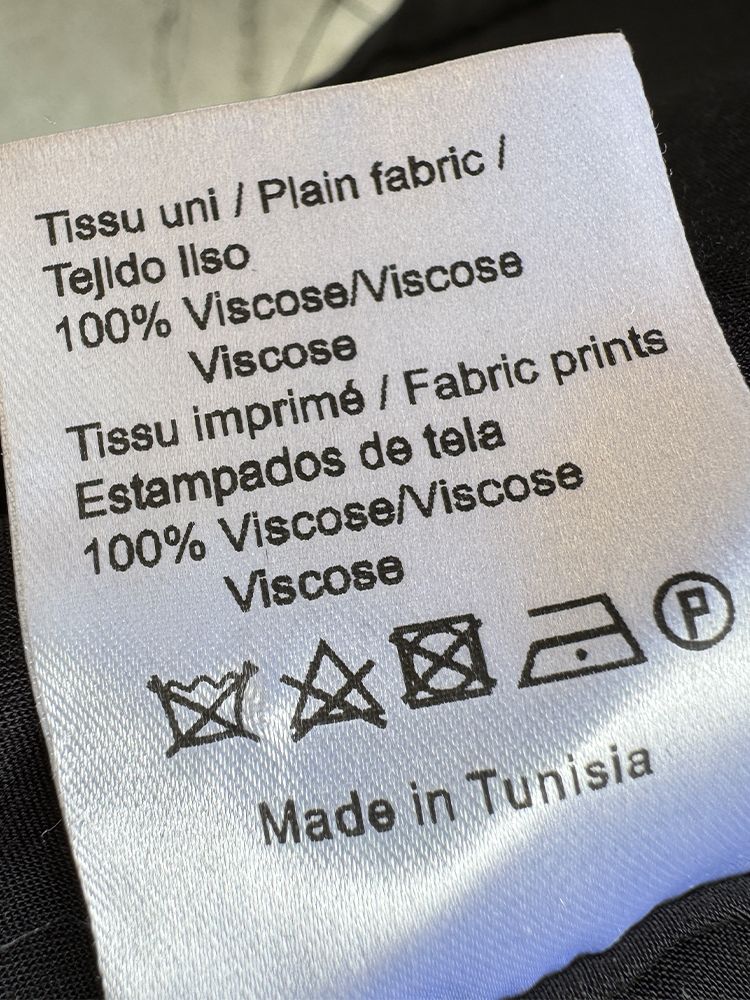 Tissu uni / Plain fabric /
Tejido liso
100% Viscose/Viscose
Viscose
Tissu imprimé / Fabric prints
Estampados de tela
100% Viscose/Viscose
Viscose
P
Made in Tunisia